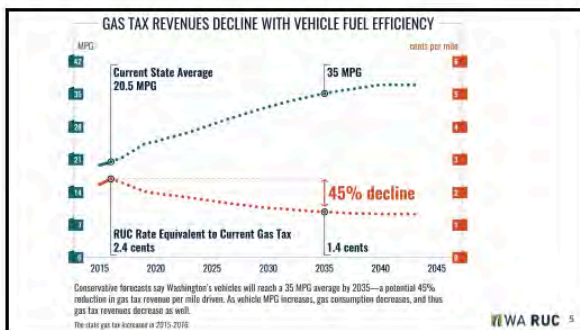 GAS TAX REVENUES DECLINE WITH VEHICLE FUEL EFFICIENCY
MPG
cents per mile
42
6
Current State Average
20.5 MPG
35 MPG
35
5
28
4
21
3
14
2
45% decline
7
1
RUC Rate Equivalent to Current Gas Tax
2.4 cents
1.4 cents
0
0
2015 2020 2025 2030 2035 2040 2045
Conservative forecasts say Washington's vehicles will reach a 35 MPG average by 2035—a potential 45%
reduction in gas tax revenue per mile driven. As vehicle MPG increases, gas consumption decreases, and thus
gas tax revenues decrease as well.
The state gas tax increased in 2015-2016.
WA RUC 5